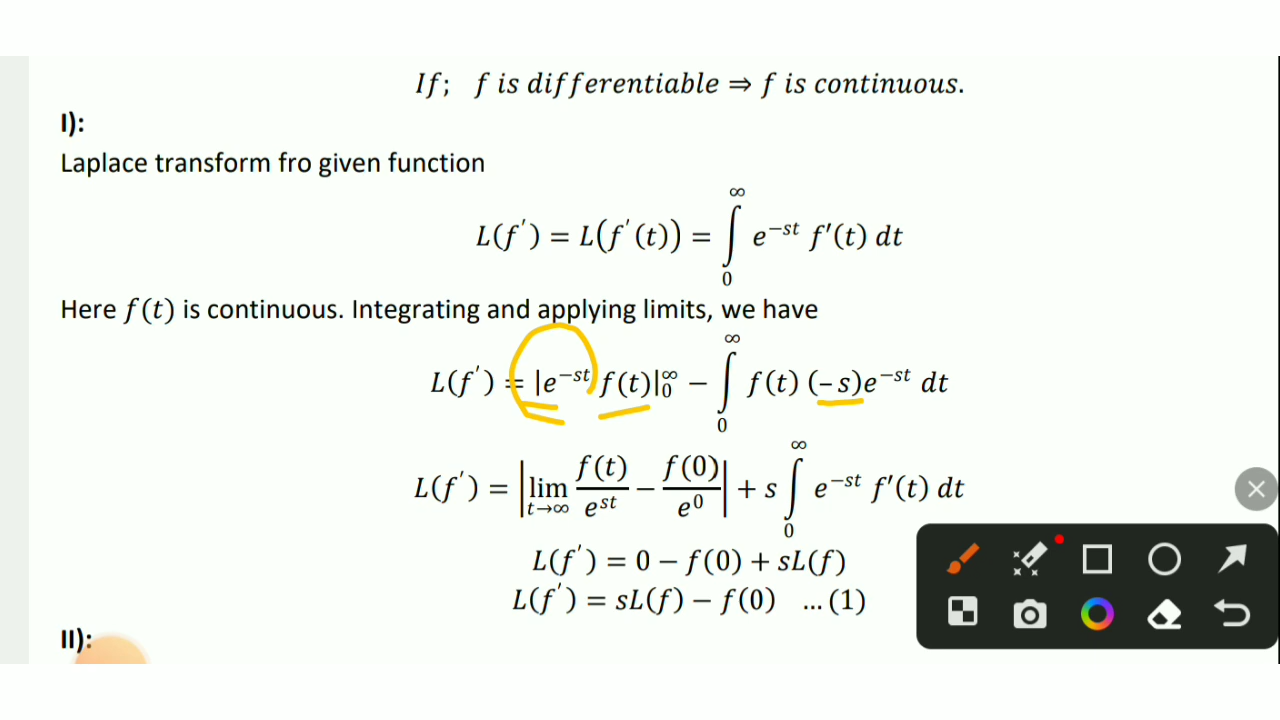 If; f is differentiable ⇒ f is continuous.
I):
Laplace transform fro given function
L(f′) = L(f′(t)) = ∫₀^∞ e^{−st} f′(t) dt
Here f(t) is continuous. Integrating and applying limits, we have
L(f′) = |e^{−st} f(t)|₀^∞ − ∫₀^∞ f(t) (−s)e^{−st} dt
L(f′) = |lim_{t→∞} f(t)/e^{st} − f(0)/e^0| + s ∫₀^∞ e^{−st} f′(t) dt
L(f′) = 0 − f(0) + sL(f)
L(f′) = sL(f) − f(0) ... (1)
II):